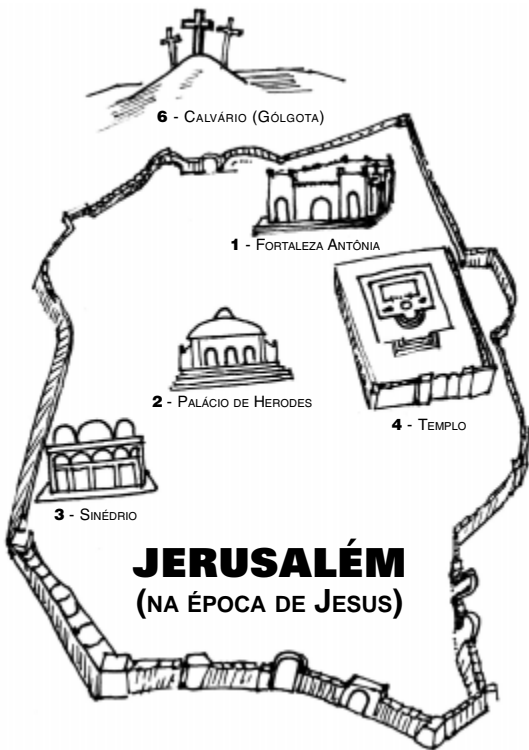 6 - Calvário (Gólgota)
1 - Fortaleza Antônia
2 - Palácio de Herodes
4 - Templo
3 - Sinédrio
JERUSALÉM
(na época de Jesus)